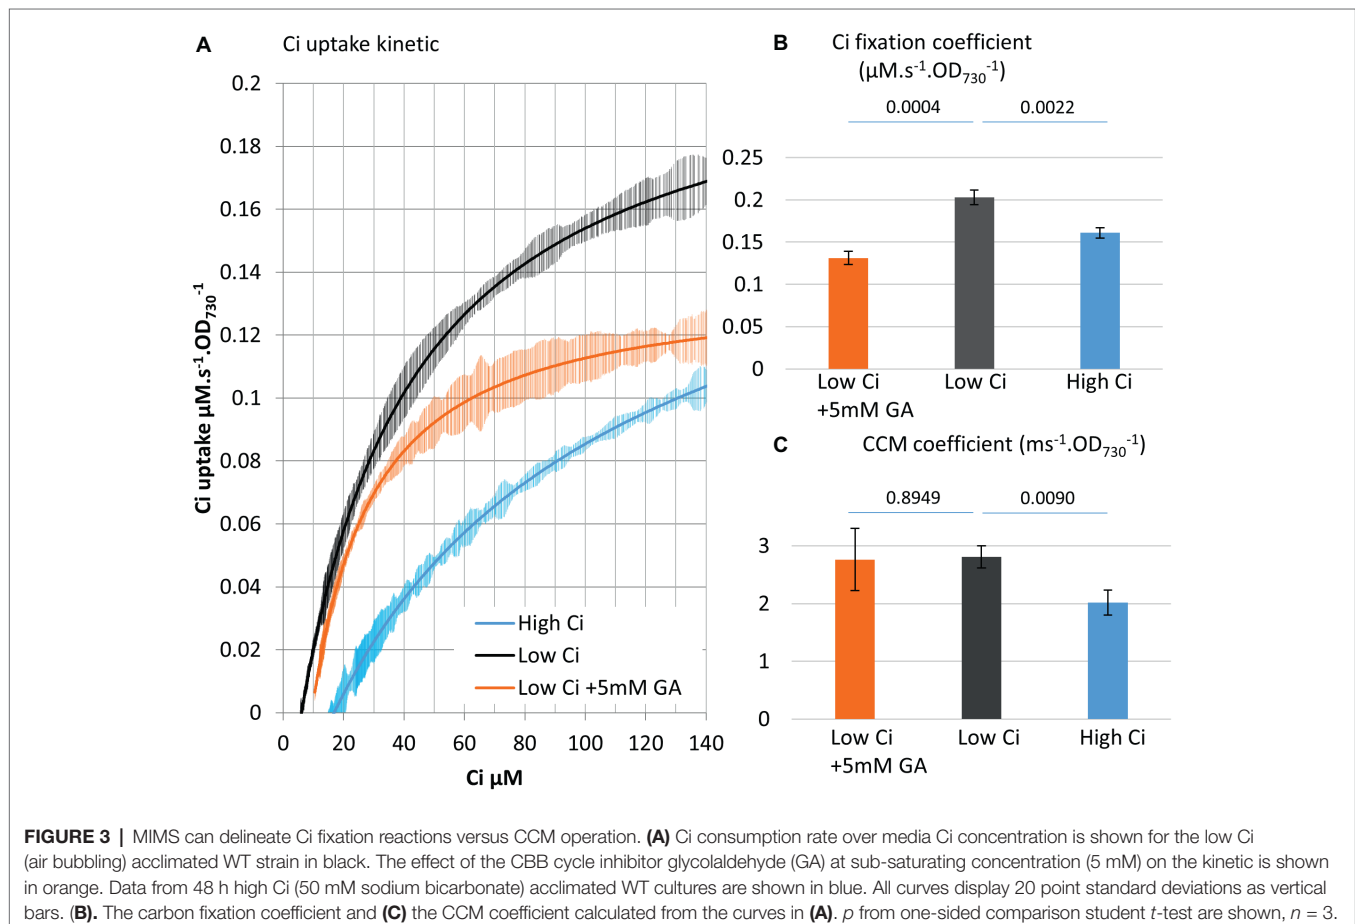 A Ci uptake kinetic
0.2
0.18
0.16
0.14
0.12
0.1
0.08
0.06
0.04
0.02
0
Ci uptake µM.s⁻¹.OD₇₃₀⁻¹
0 20 40 60 80 100 120 140
Ci µM
High Ci
Low Ci
Low Ci +5mM GA
B Ci fixation coefficient
(µM.s⁻¹.OD₇₃₀⁻¹)
0.0004 0.0022
0.25
0.2
0.15
0.1
0.05
0
Low Ci Low Ci High Ci
+5mM GA
C CCM coefficient (ms⁻¹.OD₇₃₀⁻¹)
0.8949 0.0090
3
2
1
0
Low Ci Low Ci High Ci
+5mM GA
FIGURE 3 | MIMS can delineate Ci fixation reactions versus CCM operation. (A) Ci consumption rate over media Ci concentration is shown for the low Ci
(air bubbling) acclimated WT strain in black. The effect of the CBB cycle inhibitor glycolaldehyde (GA) at sub-saturating concentration (5 mM) on the kinetic is shown
in orange. Data from 48 h high Ci (50 mM sodium bicarbonate) acclimated WT cultures are shown in blue. All curves display 20 point standard deviations as vertical
bars. (B). The carbon fixation coefficient and (C) the CCM coefficient calculated from the curves in (A). p from one-sided comparison student t-test are shown, n = 3.